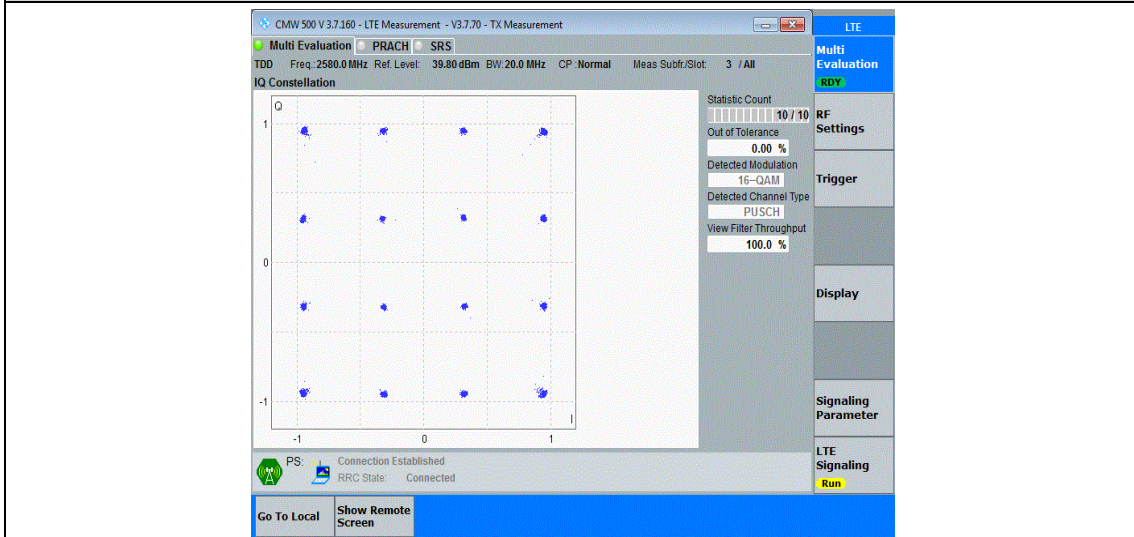 CMW 500 V 3.7.160 - LTE Measurement - V3.7.70 - TX Measurement
LTE
Multi Evaluation PRACH SRS
Multi
Evaluation
RDY
TDD Freq.:2580.0 MHz Ref. Level: 39.80 dBm BW:20.0 MHz CP :Normal Meas Subfr./Slot: 3 / All
IQ Constellation
Q
1
0
-1
-1 0 1
I
Statistic Count
10 / 10
Out of Tolerance
0.00 %
Detected Modulation
16-QAM
Detected Channel Type
PUSCH
View Filter Throughput
100.0 %
RF
Settings
Trigger
Display
Signaling
Parameter
LTE
Signaling
Run
PS: Connection Established
RRC State: Connected
Go To Local
Show Remote
Screen